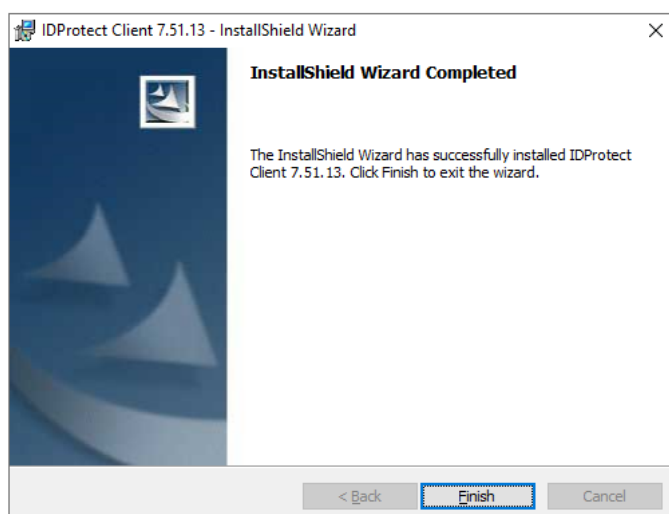 IDProtect Client 7.51.13 - InstallShield Wizard
InstallShield Wizard Completed
The InstallShield Wizard has successfully installed IDProtect
Client 7.51.13. Click Finish to exit the wizard.
< Back
Finish
Cancel